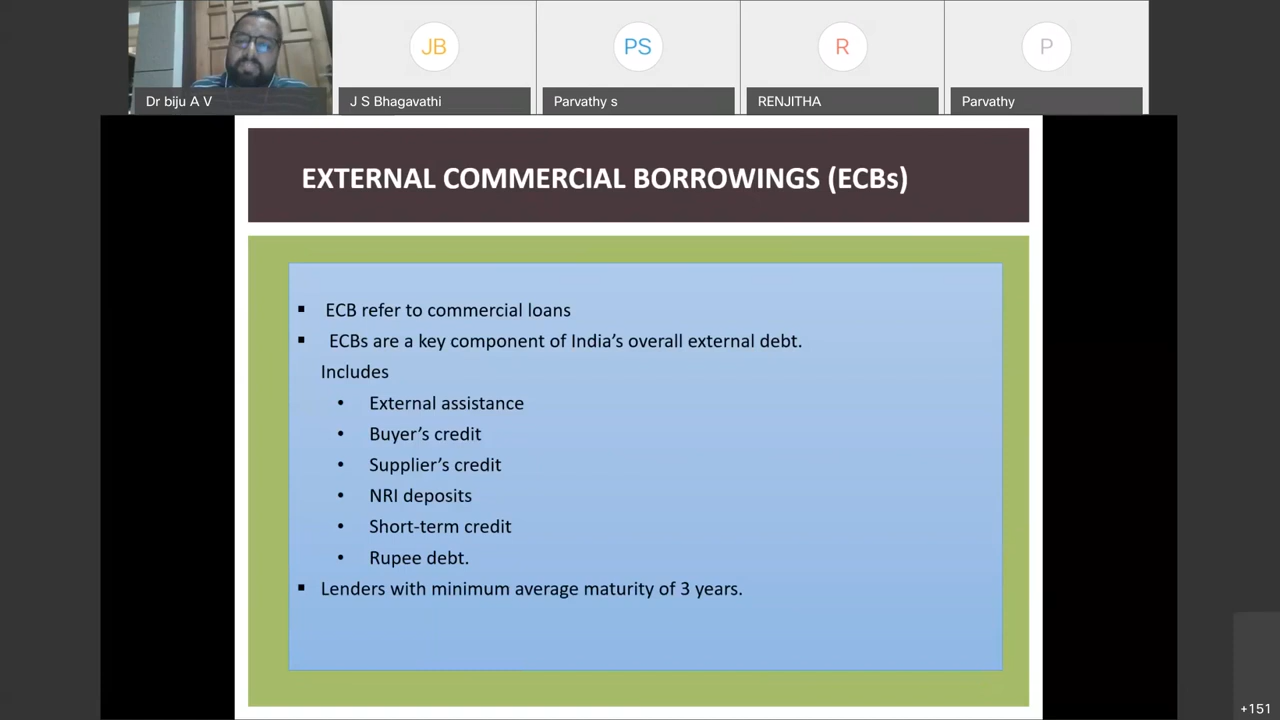 JB
PS
R
P
Dr biju A V
J S Bhagavathi
Parvathy s
RENJITHA
Parvathy
EXTERNAL COMMERCIAL BORROWINGS (ECBs)
▪ ECB refer to commercial loans
▪ ECBs are a key component of India’s overall external debt.
Includes
• External assistance
• Buyer’s credit
• Supplier’s credit
• NRI deposits
• Short-term credit
• Rupee debt.
▪ Lenders with minimum average maturity of 3 years.
+151